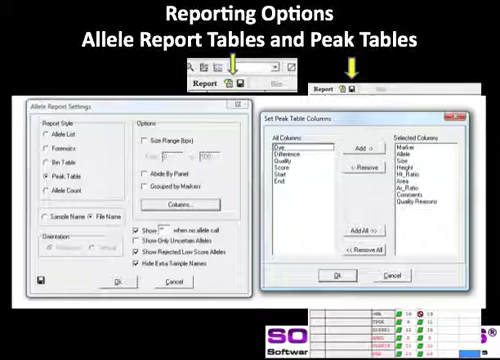 Reporting Options
Allele Report Tables and Peak Tables
Report
Report
Allele Report Settings
Report Style
Allele List
Forensics
Bin Table
Peak Table
Allele Count
Sample Name File Name
Orientation
Options
Size Range (bps)
Abide By Panel
Grouped by Markers
Columns...
Show "" when no allele call
Show Only Uncertain Alleles
Show Rejected Low Score Alleles
Hide Extra Sample Names
Ok
Cancel
Set Peak Table Columns
All Columns
Dye
Difference
Quality
Score
Start
End
Add ->
<- Remove
Add All >>
<< Remove All
Selected Columns
Marker
Allele
Size
Height
Ht_Ratio
Area
Ar_Ratio
Comments
Quality Reasons
Ok
Cancel
SO
S®
Software